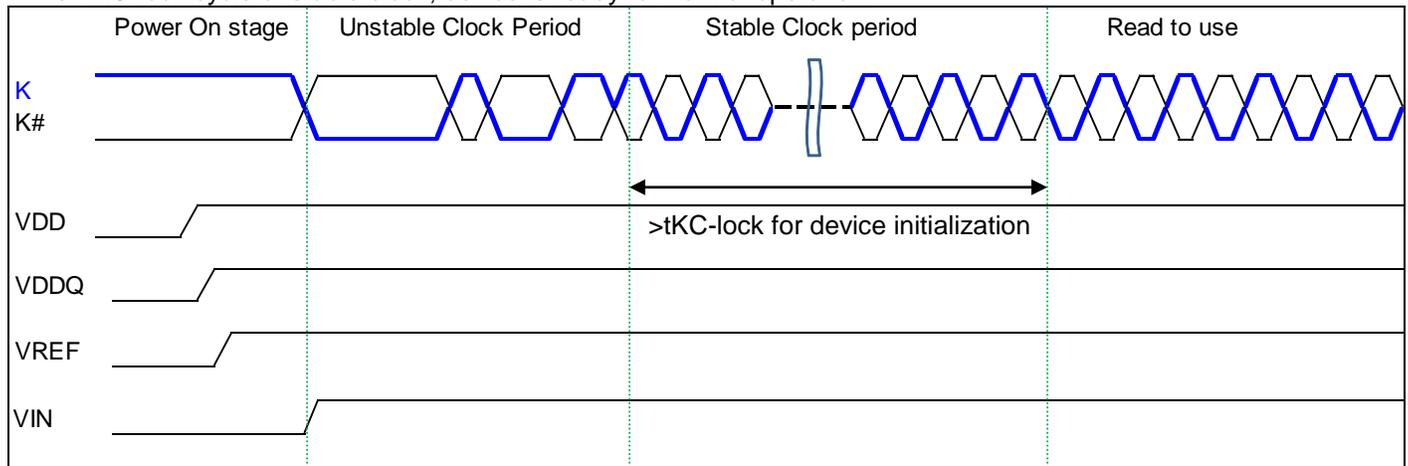 Power On stage Unstable Clock Period Stable Clock period Read to use
K
K#
VDD
>tKC-lock for device initialization
VDDQ
VREF
VIN